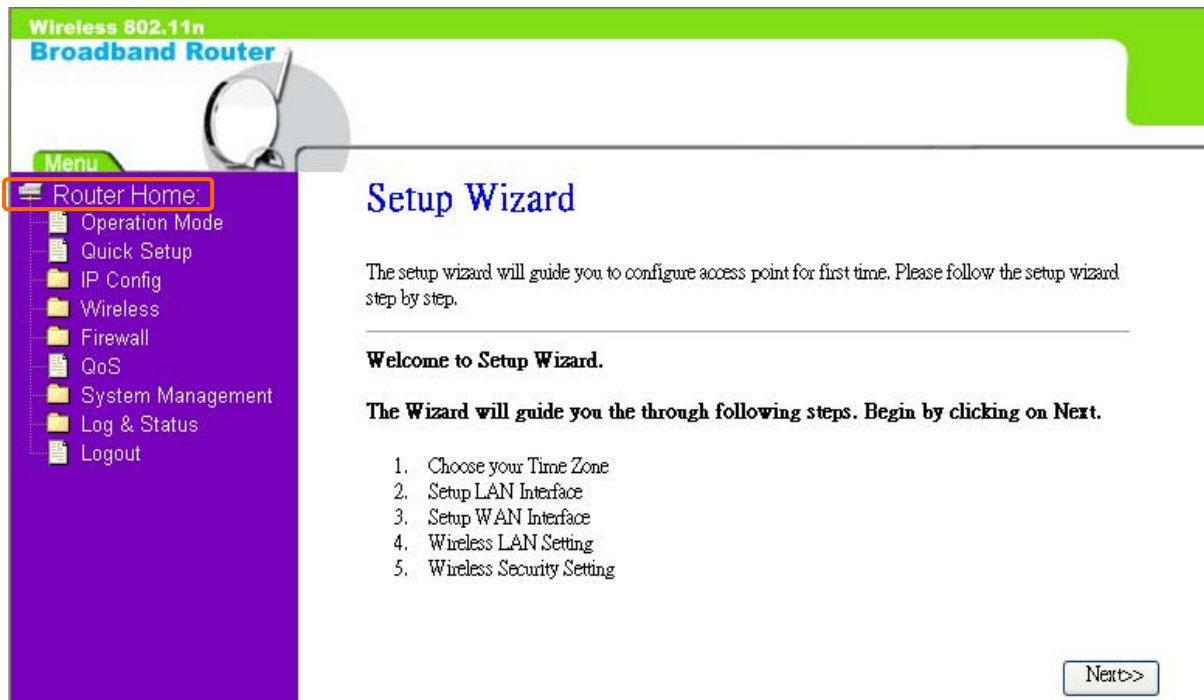 Wireless 802.11n
Broadband Router
Menu
Router Home:
Operation Mode
Quick Setup
IP Config
Wireless
Firewall
QoS
System Management
Log & Status
Logout
Setup Wizard
The setup wizard will guide you to configure access point for first time. Please follow the setup wizard
step by step.
Welcome to Setup Wizard.
The Wizard will guide you the through following steps. Begin by clicking on Next.
1. Choose your Time Zone
2. Setup LAN Interface
3. Setup WAN Interface
4. Wireless LAN Setting
5. Wireless Security Setting
Next>>